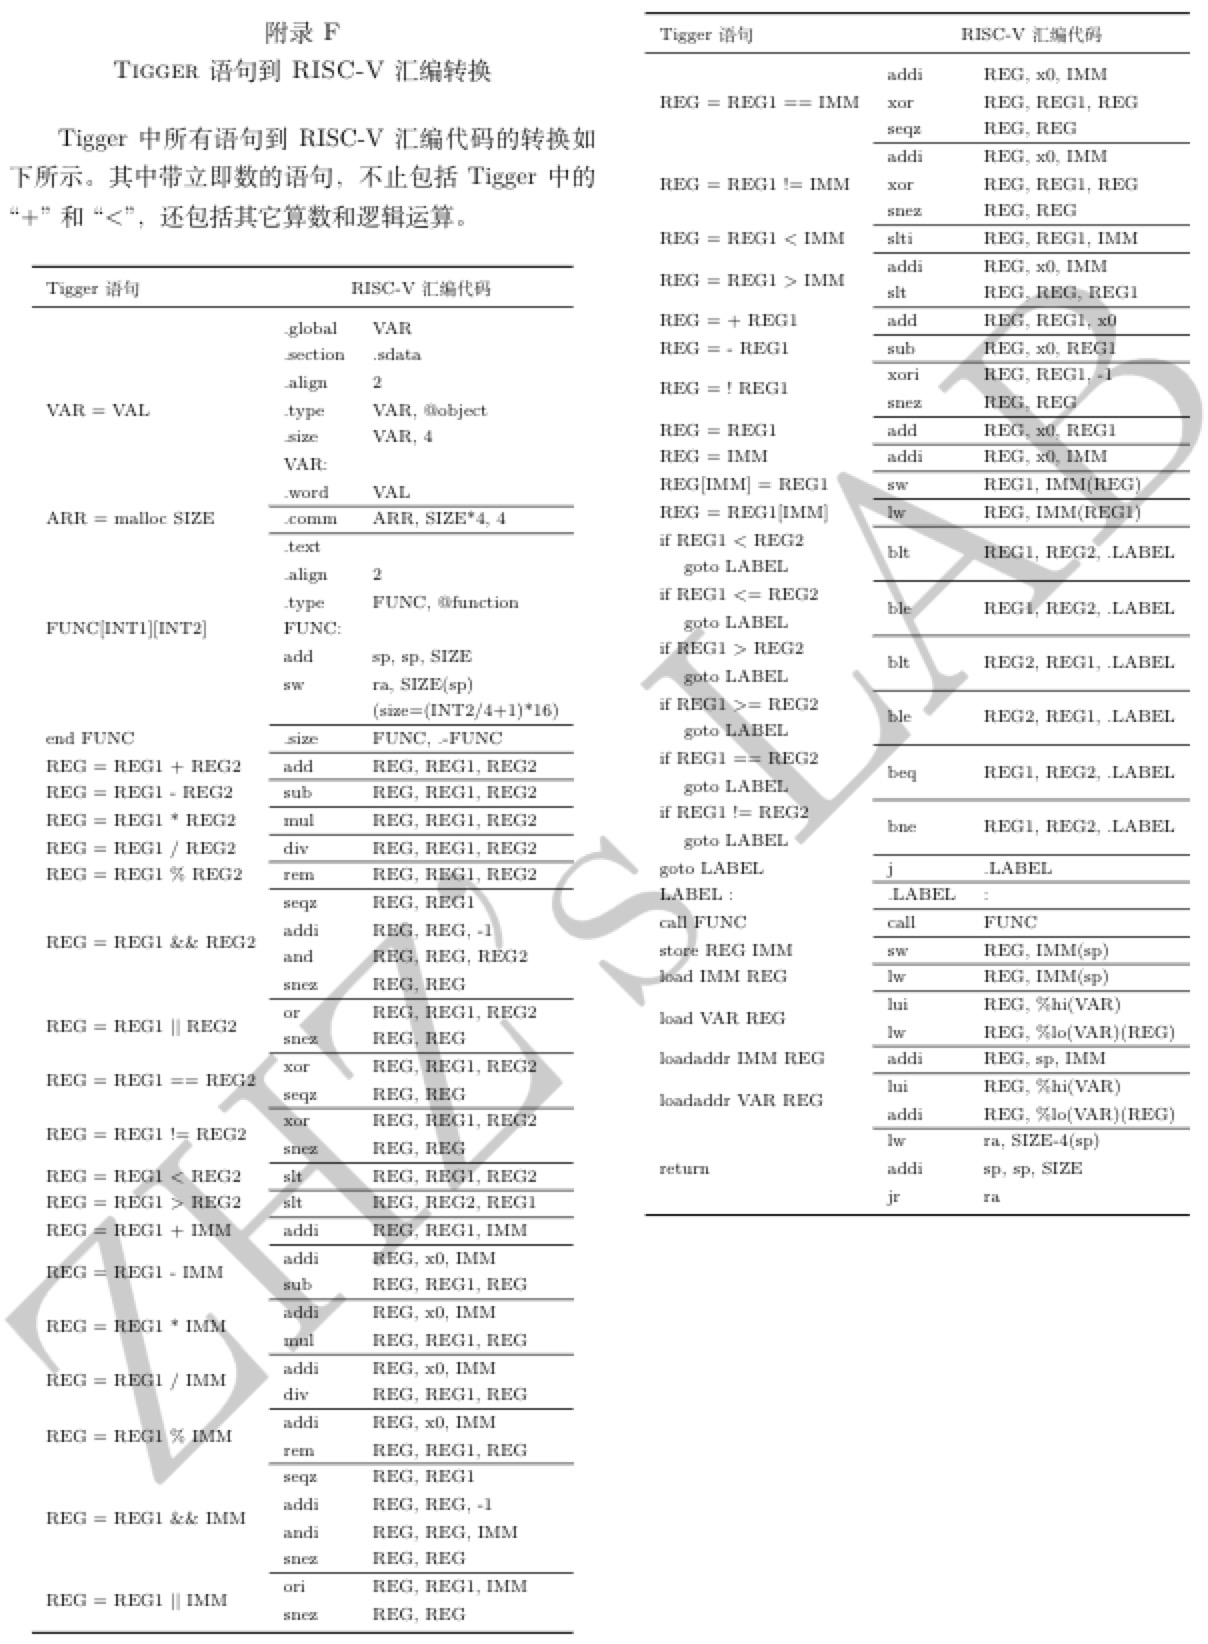 附录 F
TIGGER 语句到 RISC-V 汇编转换
Tigger 中所有语句到 RISC-V 汇编代码的转换如
下所示。其中带立即数的语句，不止包括 Tigger 中的
“+” 和 “<”，还包括其它算数和逻辑运算。
Tigger 语句 RISC-V 汇编代码
.global VAR
.section .sdata
.align 2
VAR = VAL .type VAR, @object
.size VAR, 4
VAR:
.word VAL
ARR = malloc SIZE .comm ARR, SIZE*4, 4
.text
.align 2
.type FUNC, @function
FUNC[INT1][INT2] FUNC:
add sp, sp, SIZE
sw ra, SIZE(sp)
(size=(INT2/4+1)*16)
end FUNC .size FUNC, .-FUNC
REG = REG1 + REG2 add REG, REG1, REG2
REG = REG1 - REG2 sub REG, REG1, REG2
REG = REG1 * REG2 mul REG, REG1, REG2
REG = REG1 / REG2 div REG, REG1, REG2
REG = REG1 % REG2 rem REG, REG1, REG2
seqz REG, REG1
addi REG, REG, -1
REG = REG1 && REG2
and REG, REG, REG2
snez REG, REG
or REG, REG1, REG2
REG = REG1 || REG2
snez REG, REG
xor REG, REG1, REG2
REG = REG1 == REG2
seqz REG, REG
xor REG, REG1, REG2
REG = REG1 != REG2
snez REG, REG
REG = REG1 < REG2 slt REG, REG1, REG2
REG = REG1 > REG2 slt REG, REG2, REG1
REG = REG1 + IMM addi REG, REG1, IMM
addi REG, x0, IMM
REG = REG1 - IMM
sub REG, REG1, REG
addi REG, x0, IMM
REG = REG1 * IMM
mul REG, REG1, REG
addi REG, x0, IMM
REG = REG1 / IMM
div REG, REG1, REG
addi REG, x0, IMM
REG = REG1 % IMM
rem REG, REG1, REG
seqz REG, REG1
addi REG, REG, -1
REG = REG1 && IMM
andi REG, REG, IMM
snez REG, REG
ori REG, REG1, IMM
REG = REG1 || IMM
snez REG, REG
Tigger 语句 RISC-V 汇编代码
addi REG, x0, IMM
REG = REG1 == IMM xor REG, REG1, REG
seqz REG, REG
addi REG, x0, IMM
REG = REG1 != IMM xor REG, REG1, REG
snez REG, REG
REG = REG1 < IMM slti REG, REG1, IMM
addi REG, x0, IMM
REG = REG1 > IMM
slt REG, REG, REG1
REG = + REG1 add REG, REG1, x0
REG = - REG1 sub REG, x0, REG1
xori REG, REG1, -1
REG = ! REG1
snez REG, REG
REG = REG1 add REG, x0, REG1
REG = IMM addi REG, x0, IMM
REG[IMM] = REG1 sw REG1, IMM(REG)
REG = REG1[IMM] lw REG, IMM(REG1)
if REG1 < REG2
blt REG1, REG2, .LABEL
goto LABEL
if REG1 <= REG2
ble REG1, REG2, .LABEL
goto LABEL
if REG1 > REG2
blt REG2, REG1, .LABEL
goto LABEL
if REG1 >= REG2
ble REG2, REG1, .LABEL
goto LABEL
if REG1 == REG2
beq REG1, REG2, .LABEL
goto LABEL
if REG1 != REG2
bne REG1, REG2, .LABEL
goto LABEL
goto LABEL j .LABEL
LABEL : .LABEL :
call FUNC call FUNC
store REG IMM sw REG, IMM(sp)
load IMM REG lw REG, IMM(sp)
lui REG, %hi(VAR)
load VAR REG
lw REG, %lo(VAR)(REG)
loadaddr IMM REG addi REG, sp, IMM
lui REG, %hi(VAR)
loadaddr VAR REG
addi REG, %lo(VAR)(REG)
lw ra, SIZE-4(sp)
return addi sp, sp, SIZE
jr ra
ZHZ's LAB